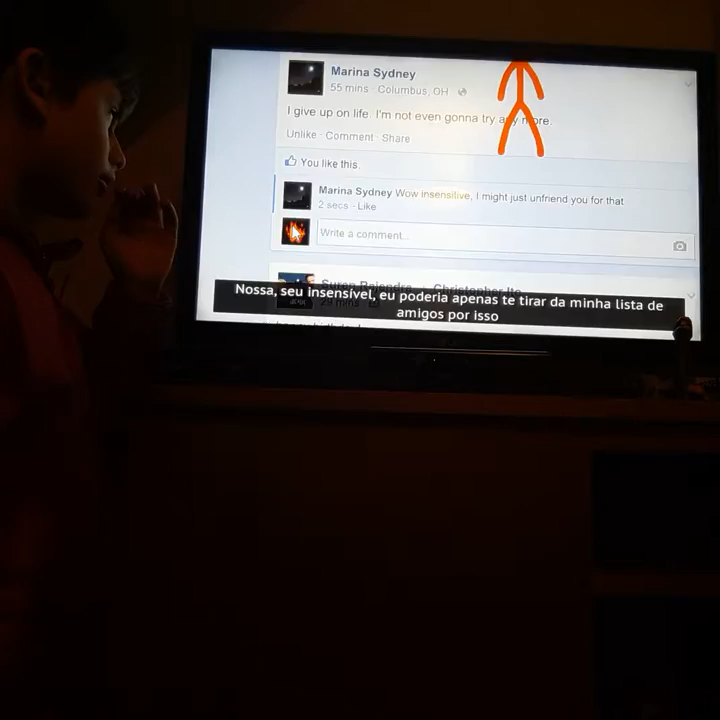 Marina Sydney
55 mins · Columbus, OH
I give up on life. I'm not even gonna try any more.
Unlike · Comment · Share
You like this.
Marina Sydney Wow insensitive, I might just unfriend you for that
2 secs · Like
Write a comment...
Nossa, seu insensível, eu poderia apenas te tirar da minha lista de
amigos por isso